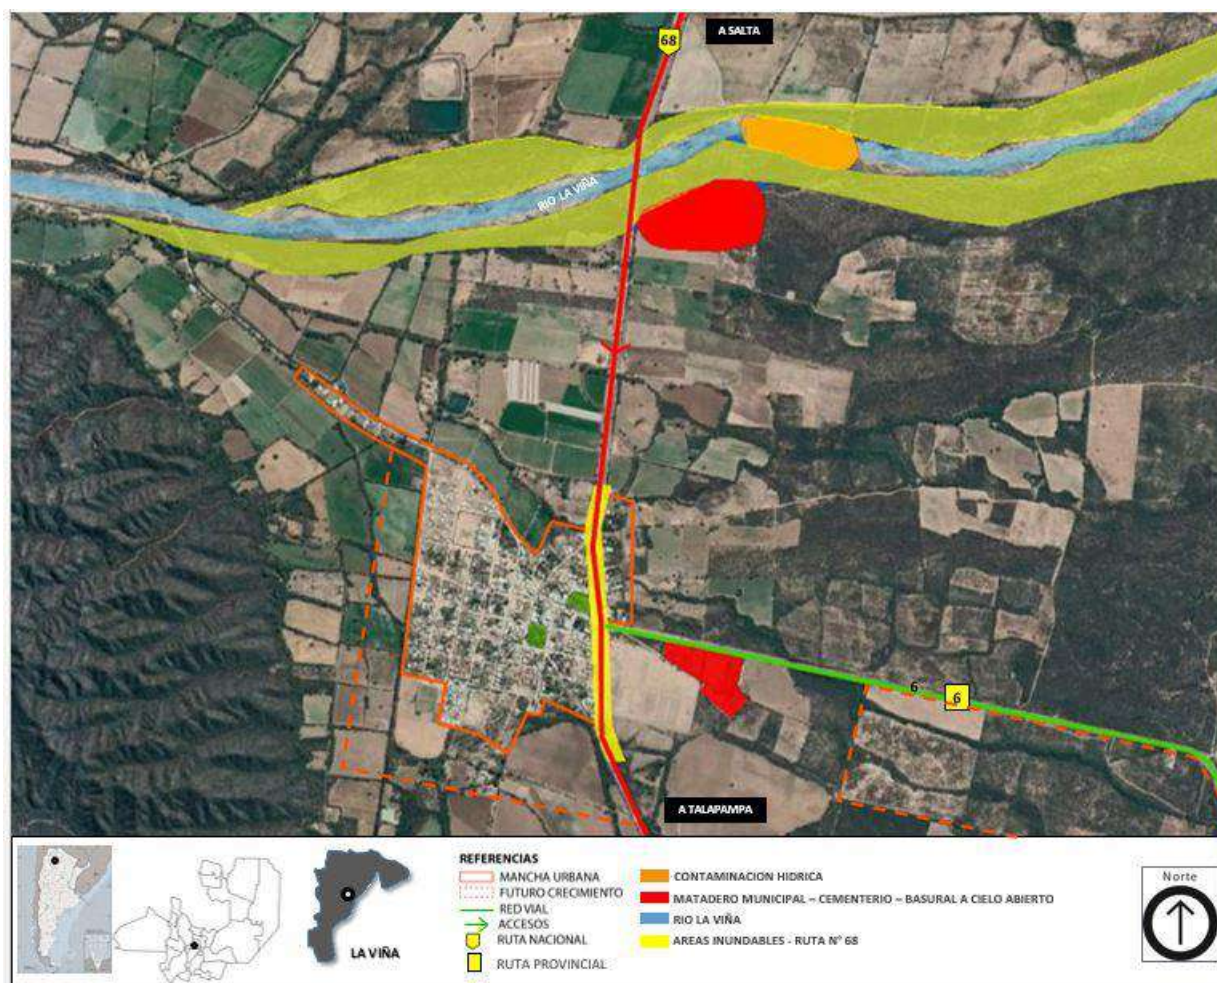 68
A SALTA
RIO LA VIÑA
6
6
A TALAPAMPA
REFERENCIAS
MANCHA URBANA
FUTURO CRECIMIENTO
RED VIAL
ACCESOS
RUTA NACIONAL
RUTA PROVINCIAL
CONTAMINACION HIDRICA
MATADERO MUNICIPAL – CEMENTERIO – BASURAL A CIELO ABIERTO
RIO LA VIÑA
AREAS INUNDABLES - RUTA N° 68
LA VIÑA
Norte